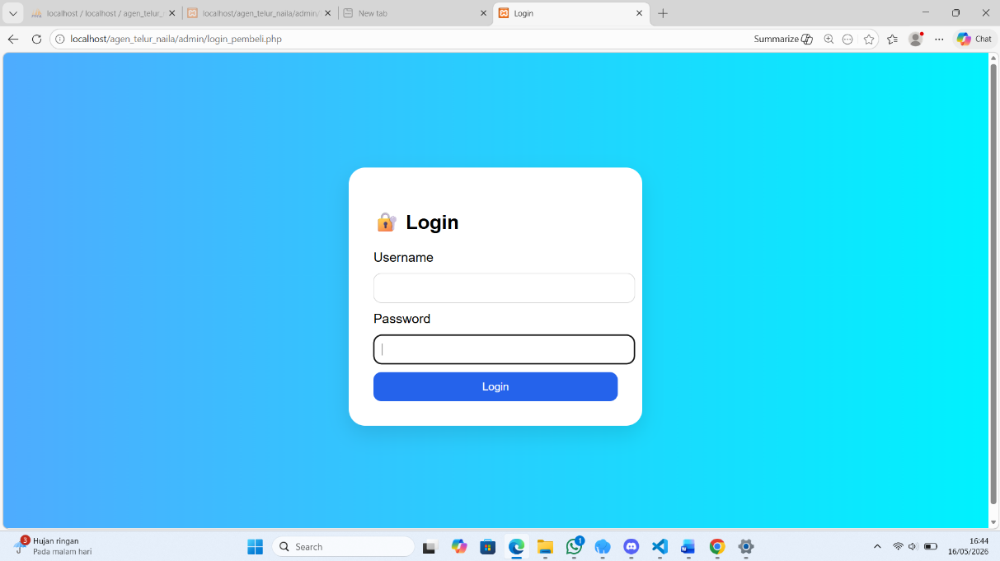 localhost / localhost / agen_telur_
localhost/agen_telur_naila/admin/
New tab
Login
localhost/agen_telur_naila/admin/login_pembeli.php
Summarize
Chat
Login
Username
Password
Login
3
Hujan ringan
Pada malam hari
Search
1
16:44
16/05/2026